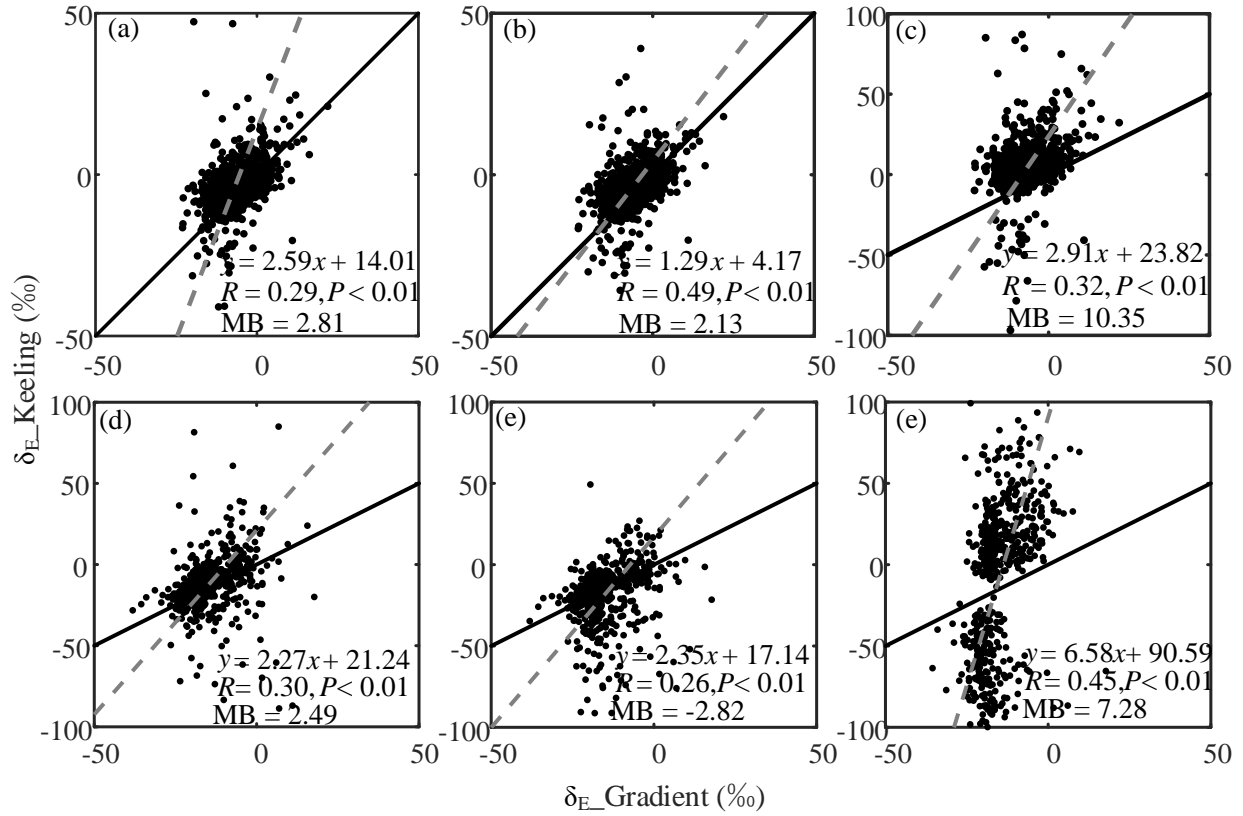 δE_Keeling (‰)
(a)
50
0
-50
-50 0 50
y = 2.59x + 14.01
R = 0.29, P < 0.01
MB = 2.81
(b)
50
0
-50
-50 0 50
= 1.29x + 4.17
R = 0.49, P < 0.01
MB = 2.13
(c)
100
50
0
-50
-100
-50 0 50
y = 2.91x + 23.82
R = 0.32, P < 0.01
MB = 10.35
(d)
100
50
0
-50
-100
-50 0 50
y = 2.27x + 21.24
R = 0.30, P < 0.01
MB = 2.49
(e)
100
50
0
-50
-100
-50 0 50
y = 2.35x + 17.14
R = 0.26, P < 0.01
MB = -2.82
(e)
100
50
0
-50
-100
-50 0 50
y = 6.58x + 90.59
R = 0.45, P < 0.01
MB = 7.28
δE_Gradient (‰)